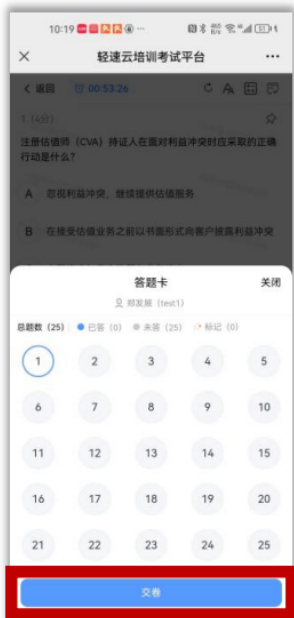 10:19
轻速云培训考试平台
返回 00:53:26
1. (4分)
注册估值师（CVA）持证人在面对利益冲突时应采取的正确
行动是什么?
A 忽视利益冲突，继续提供估值服务
B 在接受估值业务之前以书面形式向客户披露利益冲突
答题卡 关闭
郑发展 (test1)
总题数 (25) 已答 (0) 未答 (25) 标记 (0)
1 2 3 4 5
6 7 8 9 10
11 12 13 14 15
16 17 18 19 20
21 22 23 24 25
交卷